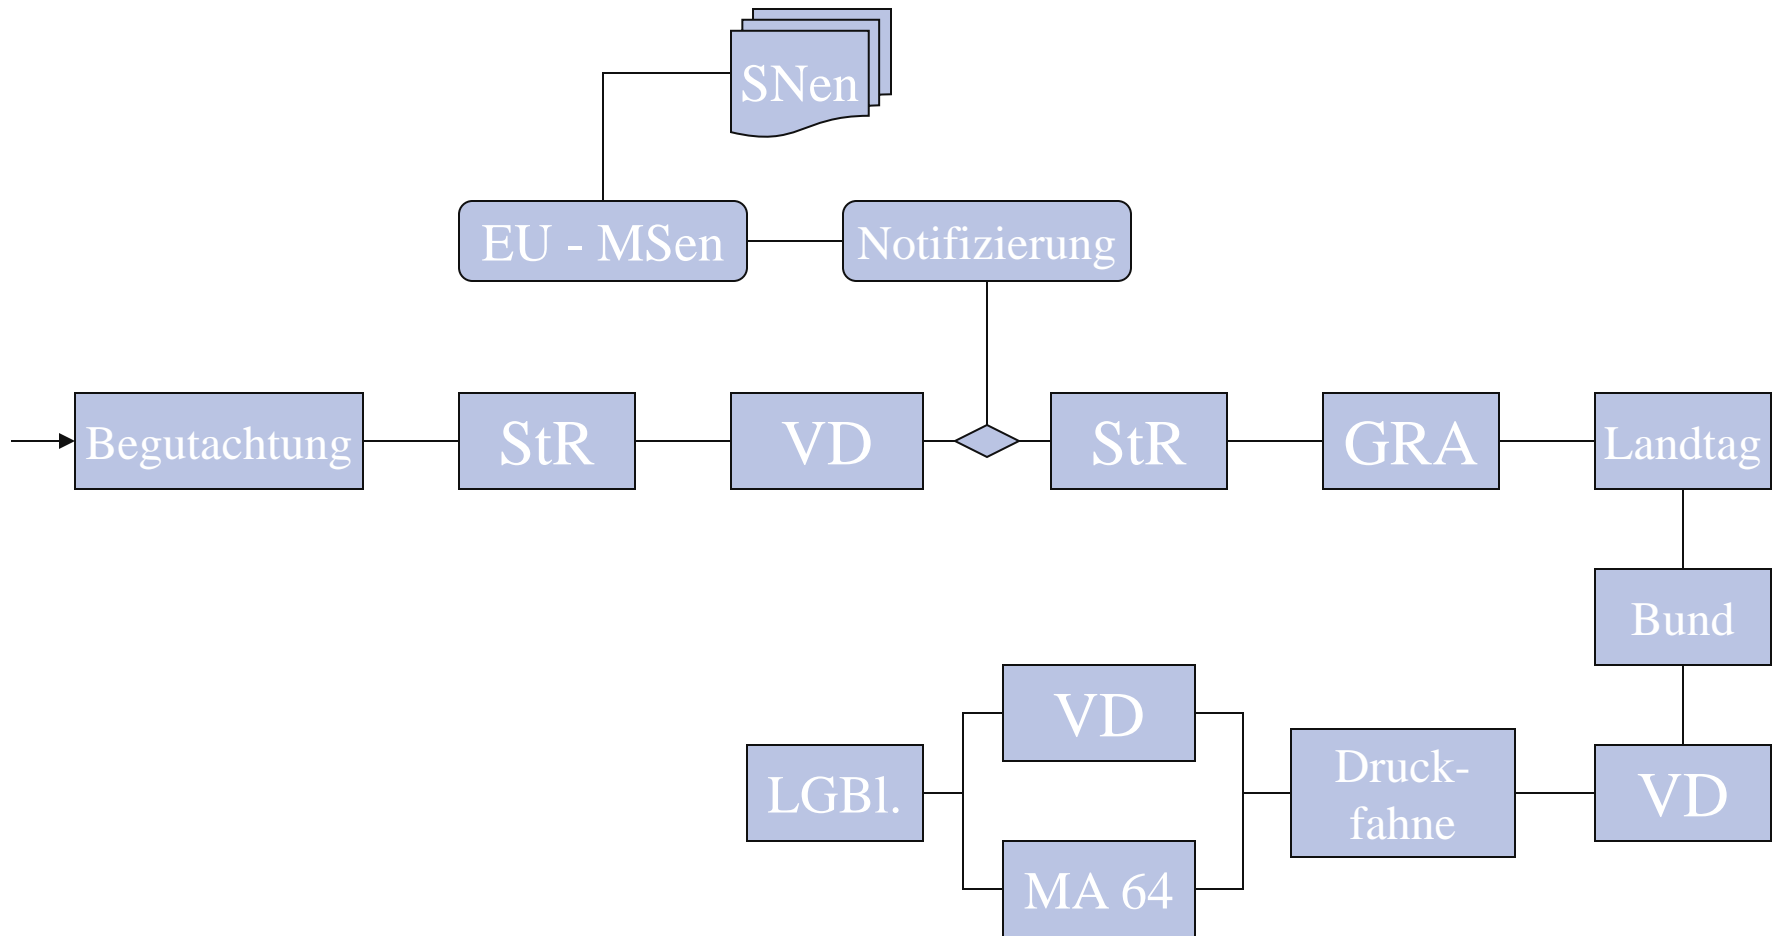 SNen
EU - MSen
Notifizierung
Begutachtung
StR
VD
StR
GRA
Landtag
Bund
VD
LGBl.
Druck-
fahne
VD
MA 64